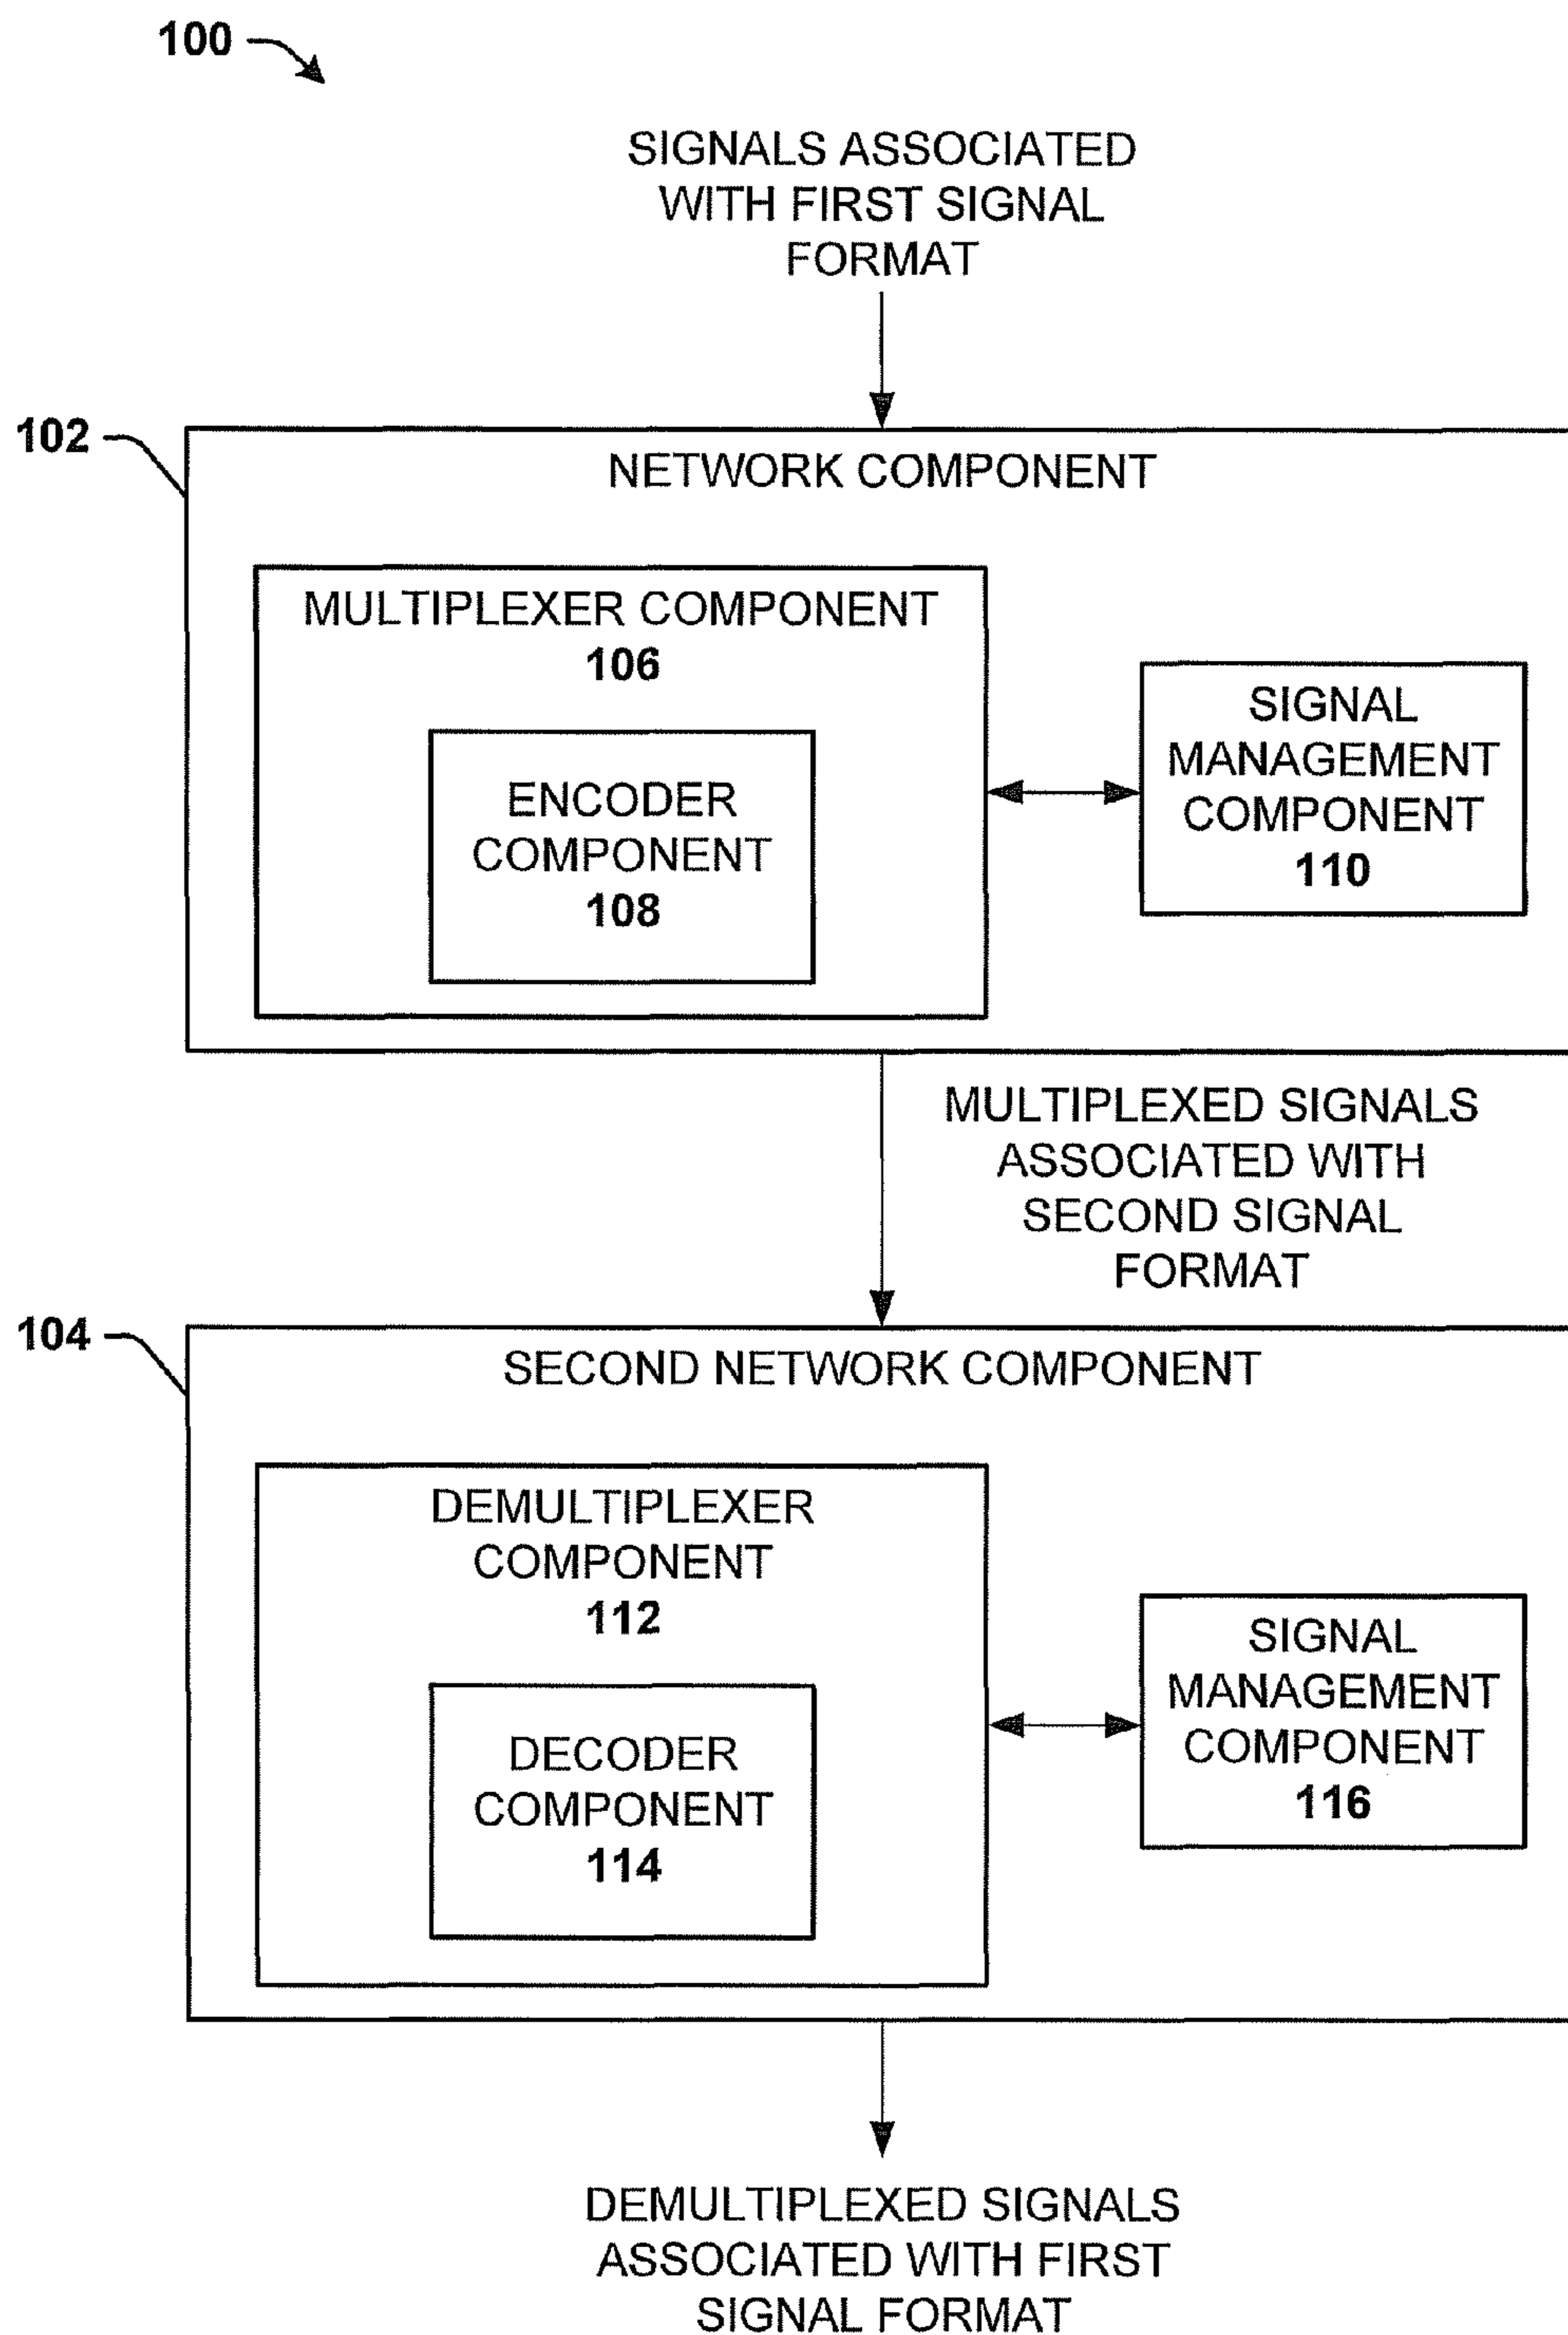 100
SIGNALS ASSOCIATED
WITH FIRST SIGNAL
FORMAT
102
NETWORK COMPONENT
MULTIPLEXER COMPONENT
106
ENCODER
COMPONENT
108
SIGNAL
MANAGEMENT
COMPONENT
110
MULTIPLEXED SIGNALS
ASSOCIATED WITH
SECOND SIGNAL
FORMAT
104
SECOND NETWORK COMPONENT
DEMULTIPLEXER
COMPONENT
112
DECODER
COMPONENT
114
SIGNAL
MANAGEMENT
COMPONENT
116
DEMULTIPLEXED SIGNALS
ASSOCIATED WITH FIRST
SIGNAL FORMAT